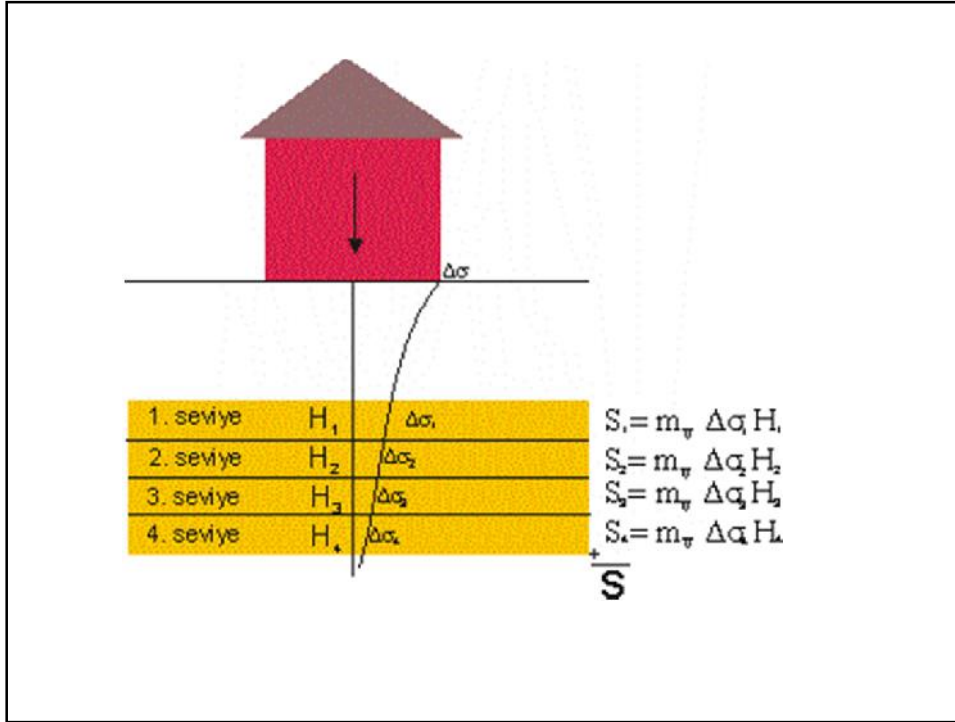 Δσ
1. seviye H₁ Δσ₁ S₁= mᵥ Δσ₁ H₁
2. seviye H₂ Δσ₂ S₂= mᵥ Δσ₂ H₂
3. seviye H₃ Δσ₃ S₃= mᵥ Δσ₃ H₃
4. seviye H₄ Δσ₄ S₄= mᵥ Δσ₄ H₄
+
S